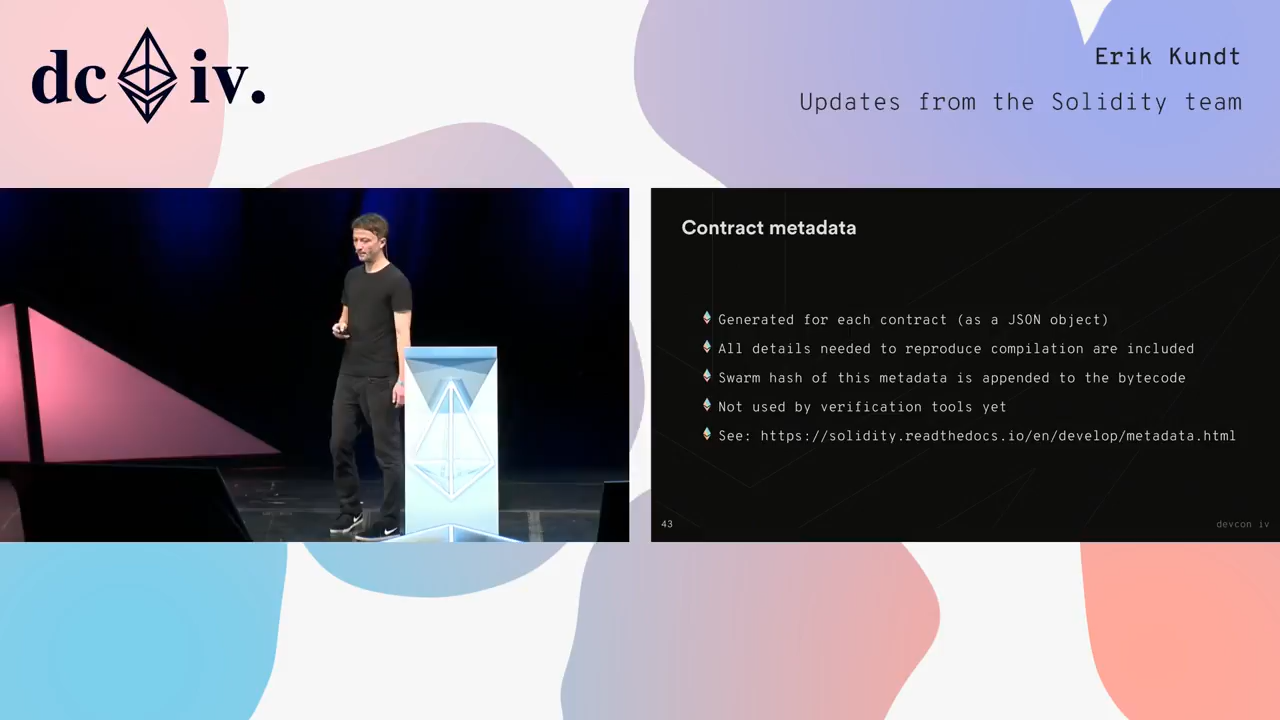 dc iv.
Erik Kundt
Updates from the Solidity team
Contract metadata
Generated for each contract (as a JSON object)
All details needed to reproduce compilation are included
Swarm hash of this metadata is appended to the bytecode
Not used by verification tools yet
See: https://solidity.readthedocs.io/en/develop/metadata.html
43
devcon iv